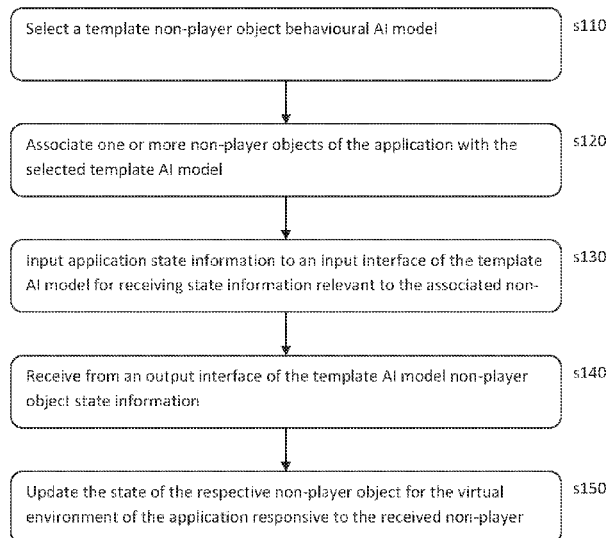 Select a template non-player object behavioural AI model
s110
Associate one or more non-player objects of the application with the
selected template AI model
s120
Input application state information to an input interface of the template
AI model for receiving state information relevant to the associated non-
s130
Receive from an output interface of the template AI model non-player
object state information
s140
Update the state of the respective non-player object for the virtual
environment of the application responsive to the received non-player
s150